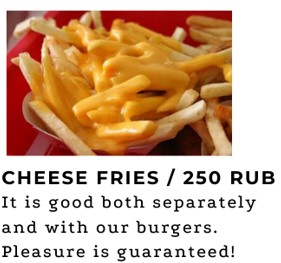 CHEESE FRIES / 250 RUB
It is good both separately
and with our burgers.
Pleasure is guaranteed!